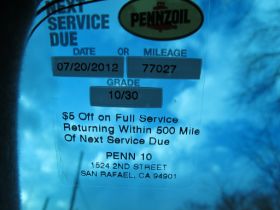 NEXT
SERVICE
DUE
PENNZOIL
DATE OR MILEAGE
07/20/2012 77027
GRADE
10/30
$5 Off on Full Service
Returning Within 500 Mile
Of Next Service Due
PENN 10
1524 2ND STREET
SAN RAFAEL, CA 94901